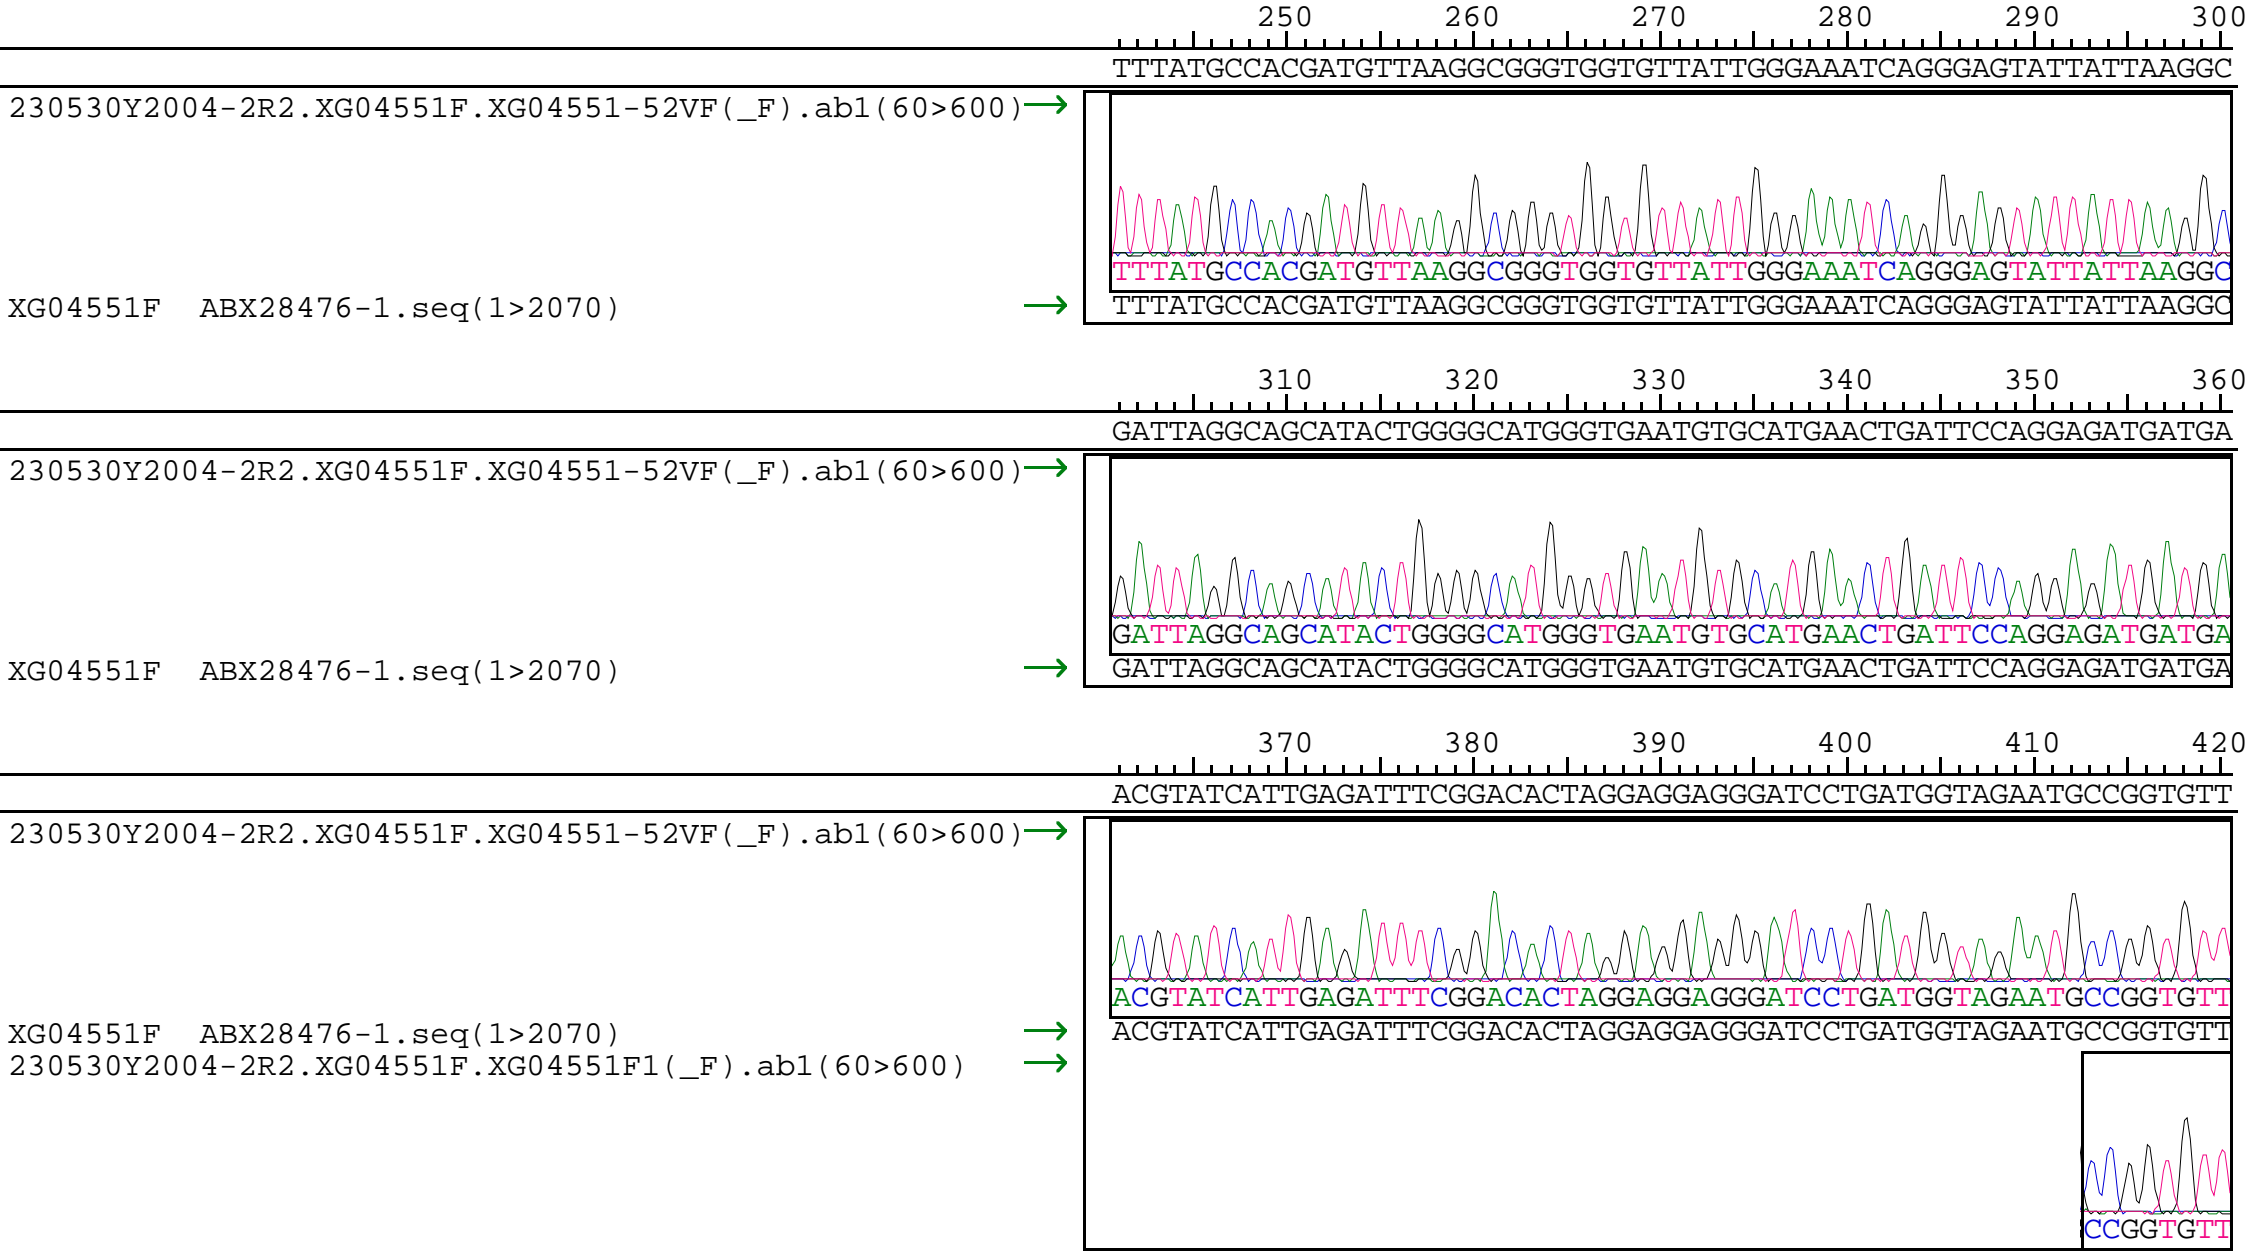 250 260 270 280 290 300
TTTATGCCACGATGTTAAGGCGGGTGGTGTTATTGGGAAATCAGGGAGTATTATTAAGGC
230530Y2004-2R2.XG04551F.XG04551-52VF(_F).ab1(60>600)→
TTTATGCCACGATGTTAAGGCGGGTGGTGTTATTGGGAAATCAGGGAGTATTATTAAGGC
XG04551F ABX28476-1.seq(1>2070) → TTTATGCCACGATGTTAAGGCGGGTGGTGTTATTGGGAAATCAGGGAGTATTATTAAGGC
310 320 330 340 350 360
GATTAGGCAGCATACTGGGGCATGGGTGAATGTGCATGAACTGATTCCAGGAGATGATGA
230530Y2004-2R2.XG04551F.XG04551-52VF(_F).ab1(60>600)→
GATTAGGCAGCATACTGGGGCATGGGTGAATGTGCATGAACTGATTCCAGGAGATGATGA
XG04551F ABX28476-1.seq(1>2070) → GATTAGGCAGCATACTGGGGCATGGGTGAATGTGCATGAACTGATTCCAGGAGATGATGA
370 380 390 400 410 420
ACGTATCATTGAGATTTCGGACACTAGGAGGAGGGATCCTGATGGTAGAATGCCGGTGTT
230530Y2004-2R2.XG04551F.XG04551-52VF(_F).ab1(60>600)→
ACGTATCATTGAGATTTCGGACACTAGGAGGAGGGATCCTGATGGTAGAATGCCGGTGTT
XG04551F ABX28476-1.seq(1>2070) → ACGTATCATTGAGATTTCGGACACTAGGAGGAGGGATCCTGATGGTAGAATGCCGGTGTT
230530Y2004-2R2.XG04551F.XG04551F1(_F).ab1(60>600) →
CCGGTGTT